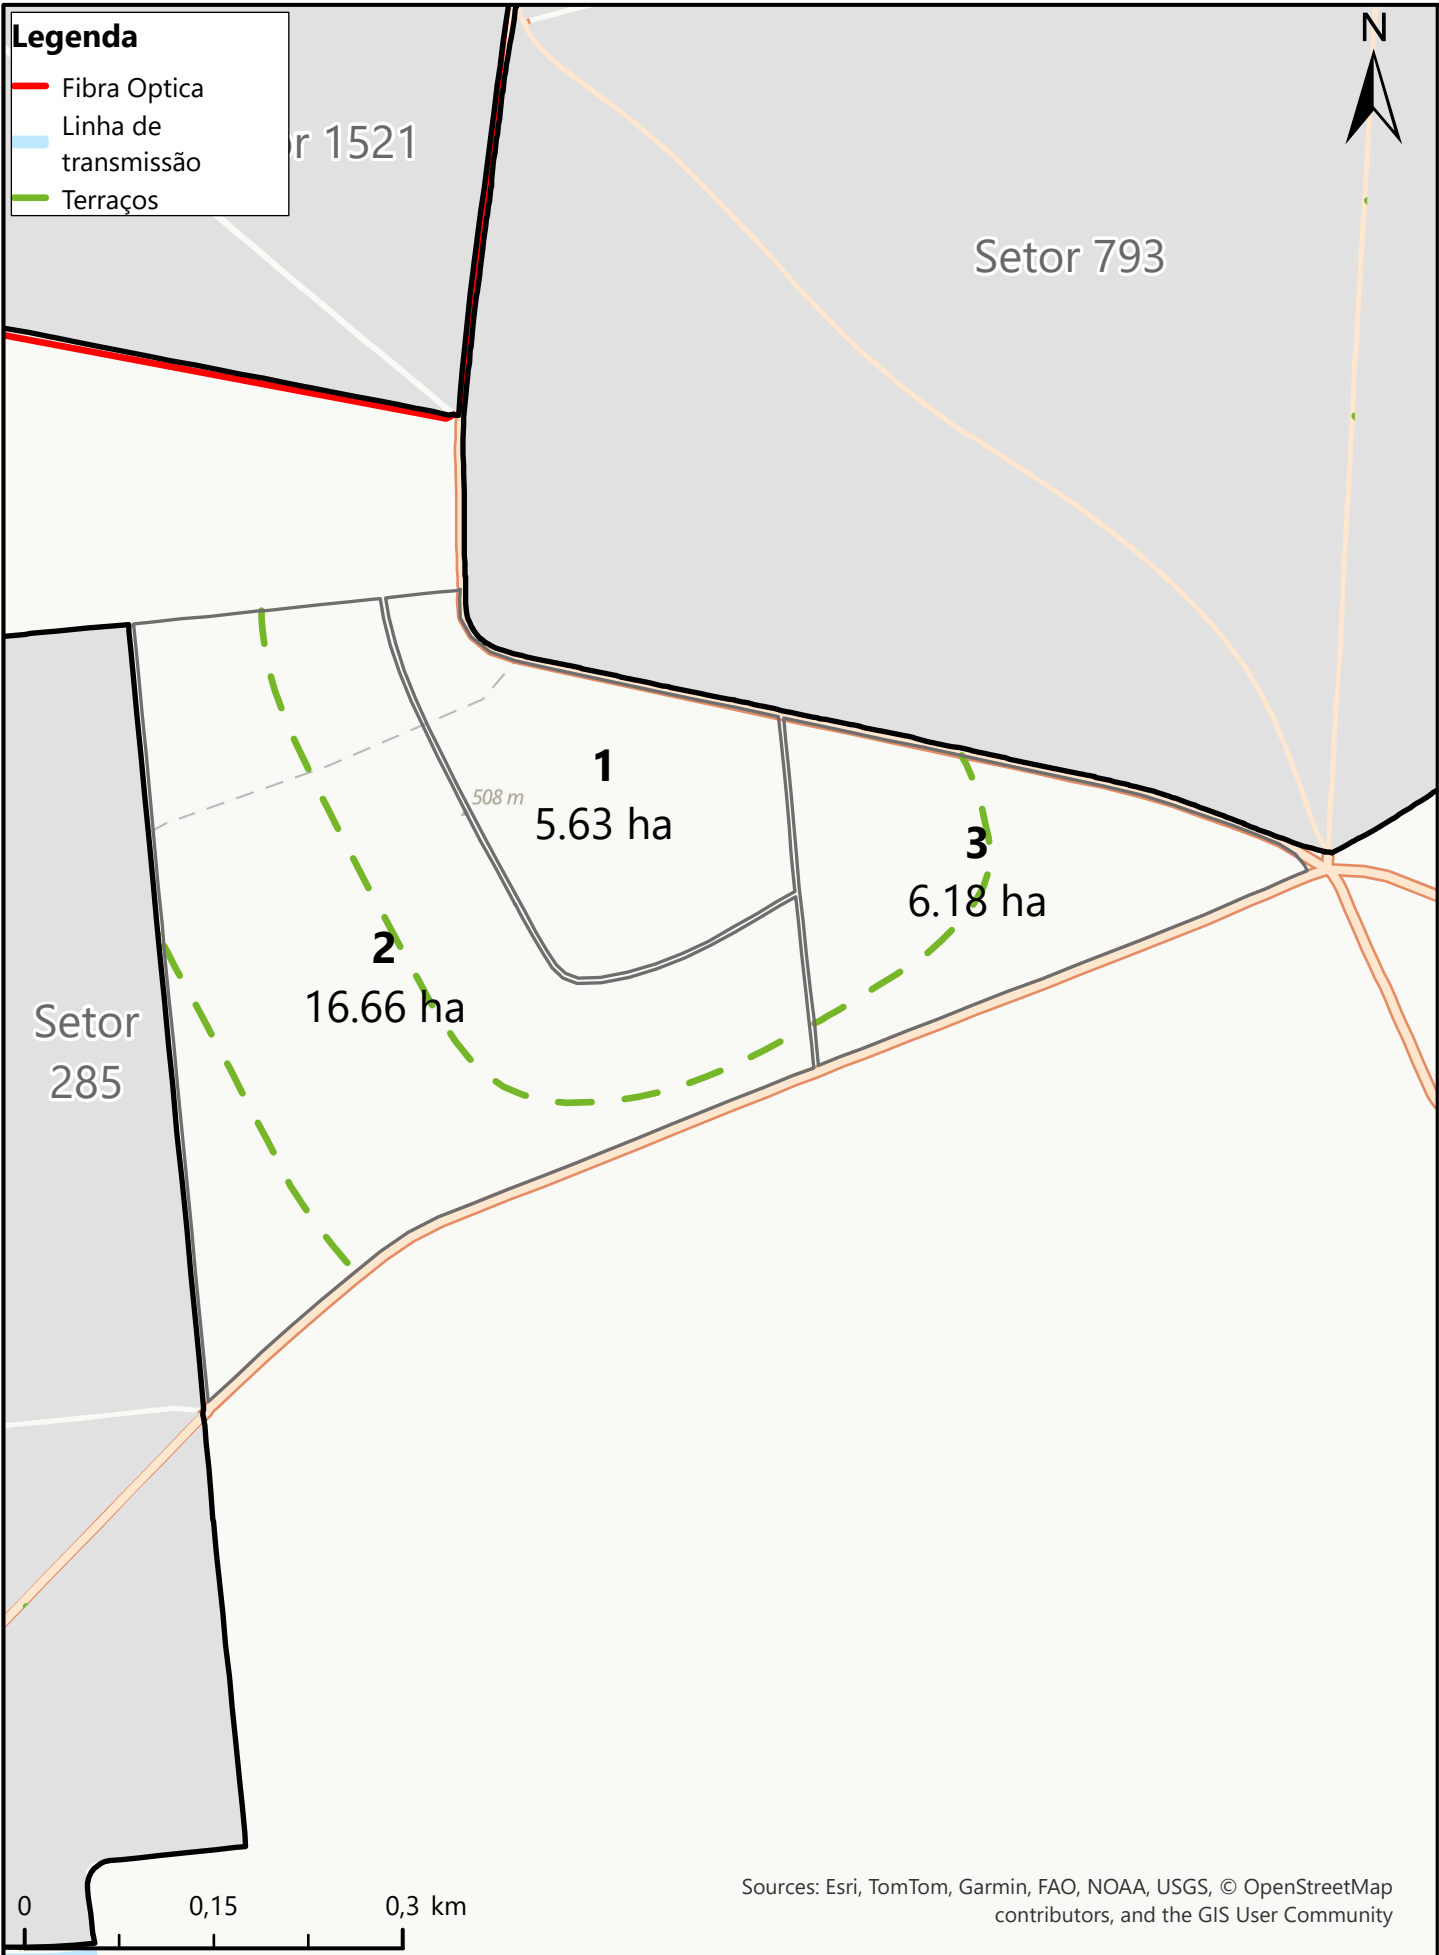 Legenda
Fibra Optica
Linha de
transmissão
Terraços
r 1521
N
Setor 793
1
5.63 ha
508 m
3
6.18 ha
2
16.66 ha
Setor
285
0
0,15
0,3 km
Sources: Esri, TomTom, Garmin, FAO, NOAA, USGS, © OpenStreetMap
contributors, and the GIS User Community